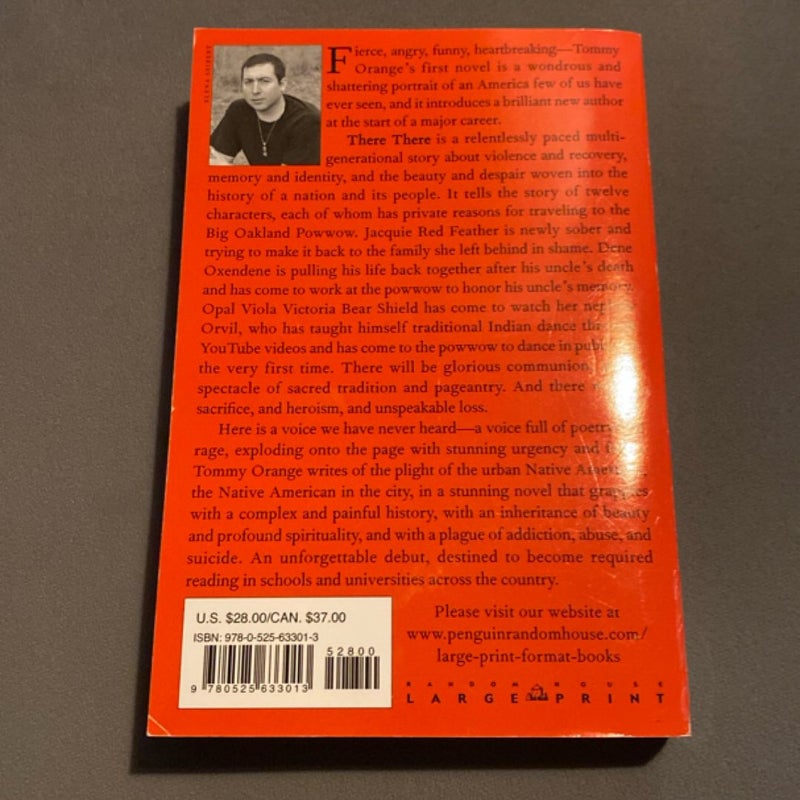 ELENA SEIBERT
Fierce, angry, funny, heartbreaking—Tommy
Orange's first novel is a wondrous and
shattering portrait of an America few of us have
ever seen, and it introduces a brilliant new author
at the start of a major career.
There There is a relentlessly paced multi-
generational story about violence and recovery,
memory and identity, and the beauty and despair woven into the
history of a nation and its people. It tells the story of twelve
characters, each of whom has private reasons for traveling to the
Big Oakland Powwow. Jacquie Red Feather is newly sober and
trying to make it back to the family she left behind in shame. Dene
Oxendene is pulling his life back together after his uncle's death
and has come to work at the powwow to honor his uncle's memory.
Opal Viola Victoria Bear Shield has come to watch her
Orvil, who has taught himself traditional Indian dance
YouTube videos and has come to the powwow to dance in
the very first time. There will be glorious communion,
spectacle of sacred tradition and pageantry. And there
sacrifice, and heroism, and unspeakable loss.
Here is a voice we have never heard—a voice full of poetry
rage, exploding onto the page with stunning urgency and
Tommy Orange writes of the plight of the urban Native American,
the Native American in the city, in a stunning novel that grapples
with a complex and painful history, with an inheritance of beauty
and profound spirituality, and with a plague of addiction, abuse, and
suicide. An unforgettable debut, destined to become required
reading in schools and universities across the country.
U.S. $28.00/CAN. $37.00
ISBN: 978-0-525-63301-3
52800
9 780525 633013
Please visit our website at
www.penguinrandomhouse.com/
large-print-format-books
RANDOM HOUSE
LARGE PRINT